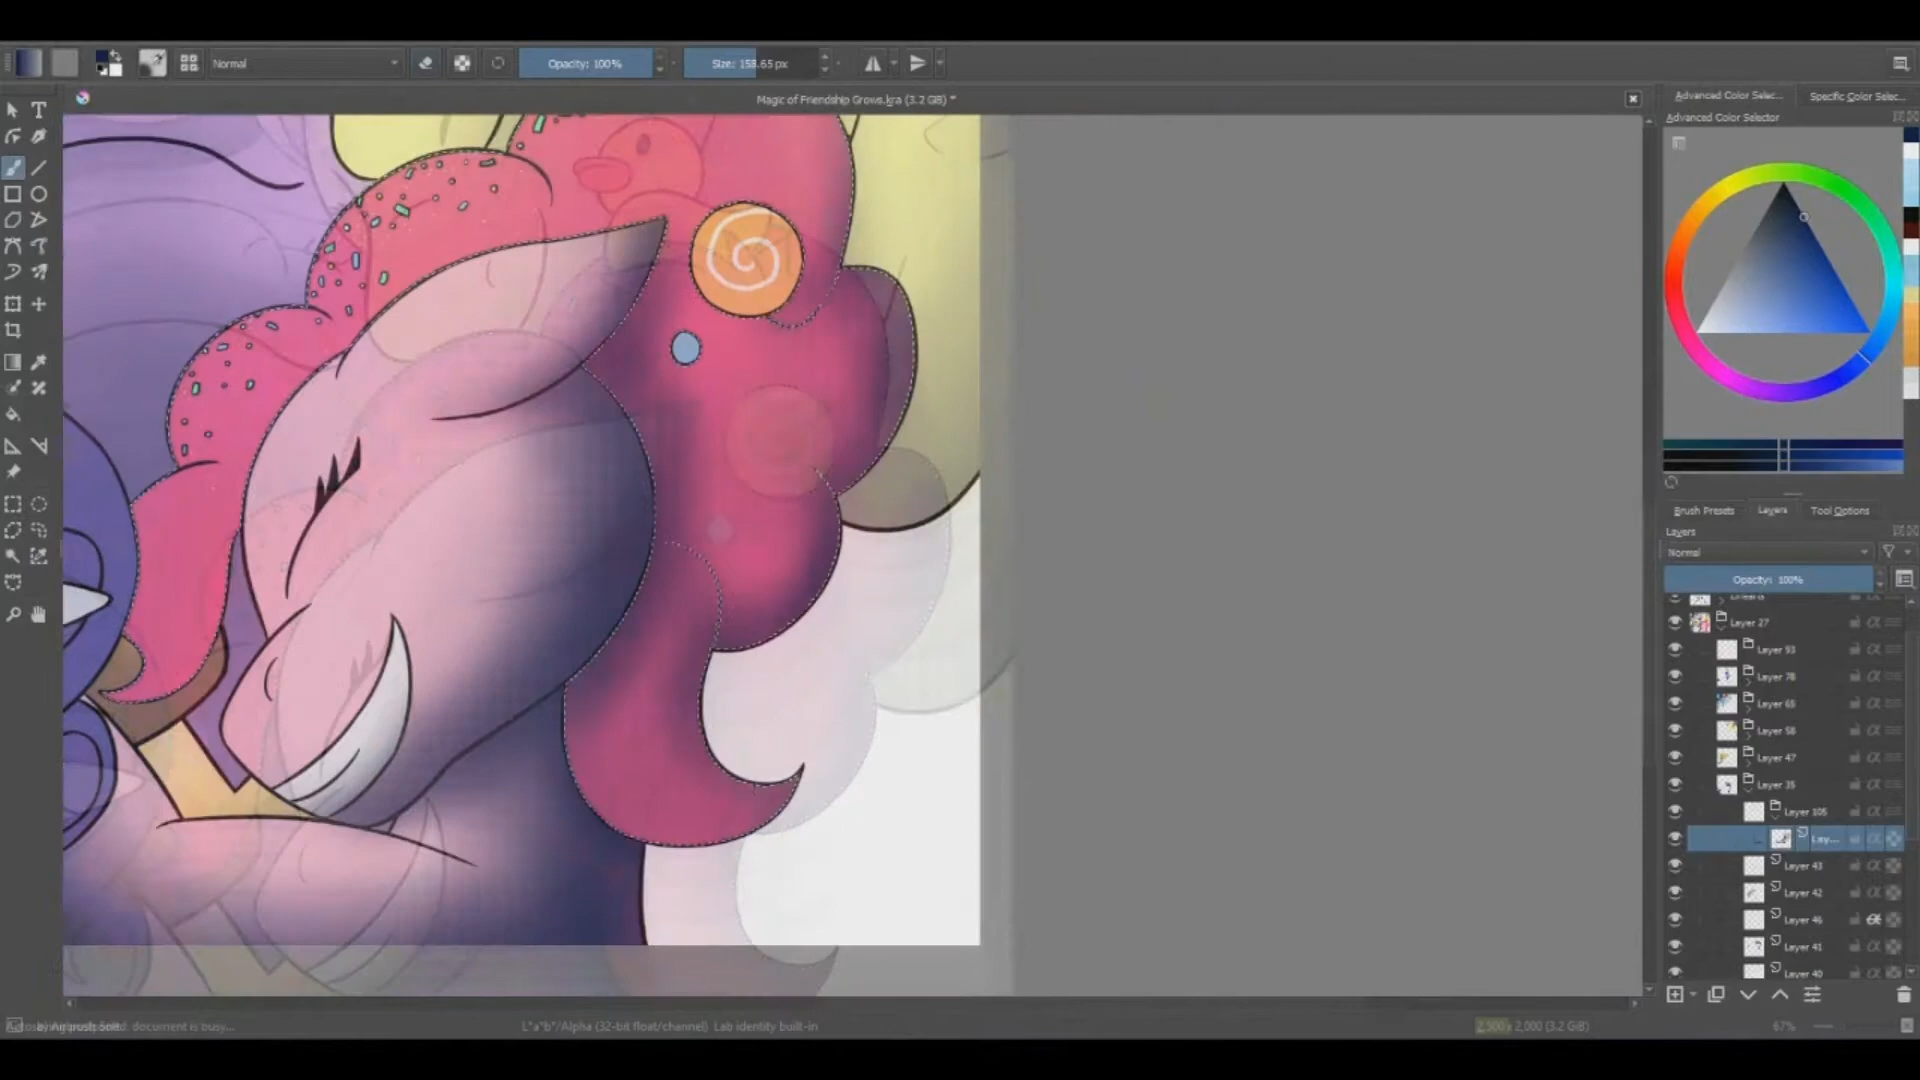 Normal
Opacity: 100%
Size: 158.65 px
Magic of Friendship Grows.kra (3.2 GiB) *
Advanced Color Selec...
Specific Color Selec...
Advanced Color Selector
Brush Presets
Layers
Tool Options
Layers
Normal
Opacity: 100%
Layer 27
Layer 93
Layer 78
Layer 65
Layer 58
Layer 47
Layer 35
Layer 105
Lay...
Layer 43
Layer 42
Layer 46
Layer 41
Layer 40
document is busy...
L*a*b*/Alpha (32-bit float/channel) Lab identity built-in
2,500 x 2,000 (3.2 GiB)
67%